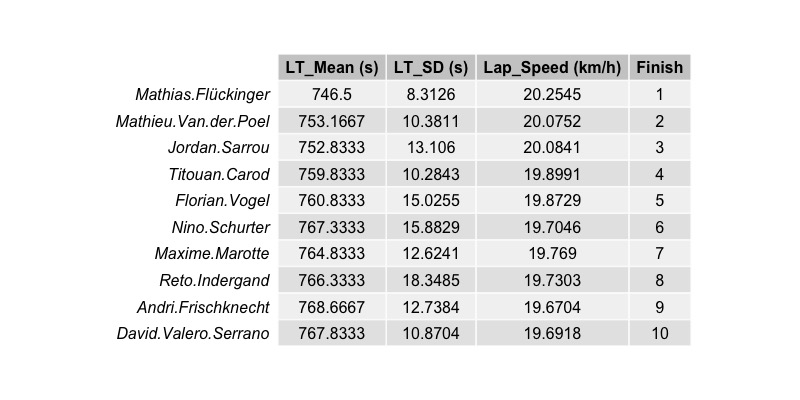 LT_Mean (s) LT_SD (s) Lap_Speed (km/h) Finish
Mathias.Flückinger 746.5 8.3126 20.2545 1
Mathieu.Van.der.Poel 753.1667 10.3811 20.0752 2
Jordan.Sarrou 752.8333 13.106 20.0841 3
Titouan.Carod 759.8333 10.2843 19.8991 4
Florian.Vogel 760.8333 15.0255 19.8729 5
Nino.Schurter 767.3333 15.8829 19.7046 6
Maxime.Marotte 764.8333 12.6241 19.769 7
Reto.Indergand 766.3333 18.3485 19.7303 8
Andri.Frischknecht 768.6667 12.7384 19.6704 9
David.Valero.Serrano 767.8333 10.8704 19.6918 10